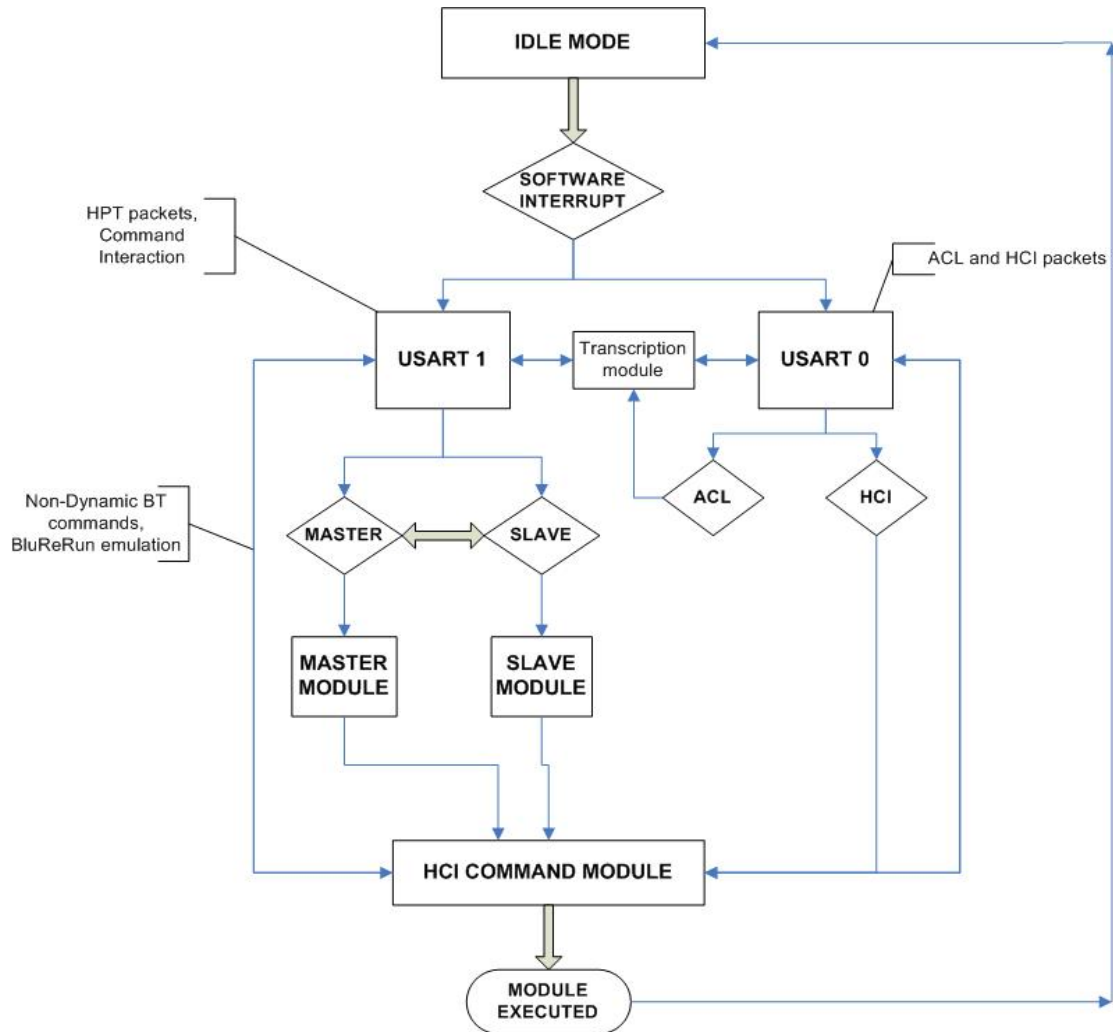 IDLE MODE
SOFTWARE
INTERRUPT
HPT packets,
Command
Interaction
ACL and HCI packets
USART 1
Transcription
module
USART 0
Non-Dynamic BT
commands,
BluReRun emulation
MASTER
SLAVE
ACL
HCI
MASTER
MODULE
SLAVE
MODULE
HCI COMMAND MODULE
MODULE
EXECUTED